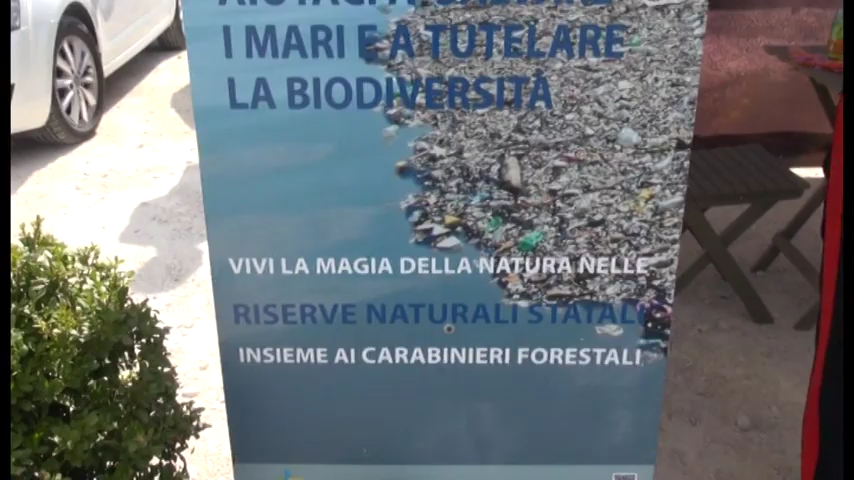 I MARI E A TUTELARE
LA BIODIVERSITÀ
VIVI LA MAGIA DELLA NATURA NELLE
RISERVE NATURALI STATALI
INSIEME AI CARABINIERI FORESTALI